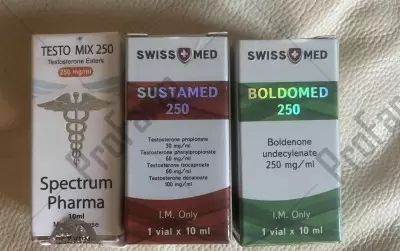 TESTO MIX 250
Testosterone Esters
250 mg/ml
Spectrum
Pharma
10ml
SWISS MED
SUSTAMED
250
Testosterone propionate
30 mg/ml
Testosterone phenylpropionate
60 mg/ml
Testosterone isocaproate
60 mg/ml
Testosterone decanoate
100 mg/ml
I.M. Only
1 vial x 10 ml
SWISS MED
BOLDOMED
250
Boldenone
undecylenate
250 mg/ml
I.M. Only
1 vial x 10 ml